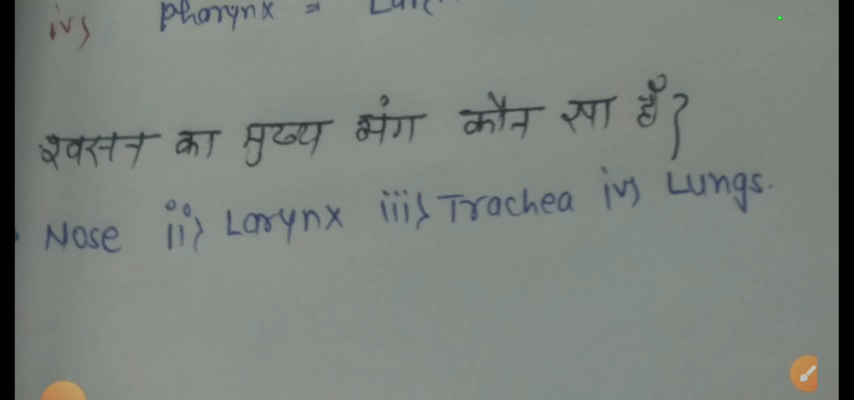 iv) Pharynx =
श्वसन का मुख्य अंग कौन सा है?
Nose ii) Larynx iii) Trachea iv) Lungs.